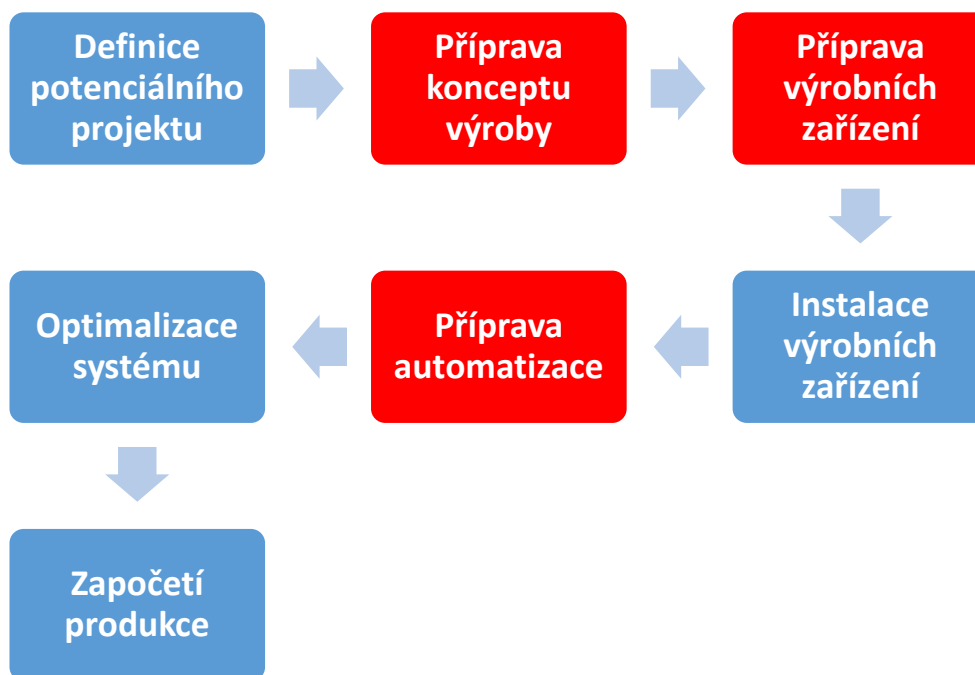 Definice
potenciálního
projektu
Příprava
konceptu
výroby
Příprava
výrobních
zařízení
Instalace
výrobních
zařízení
Příprava
automatizace
Optimalizace
systému
Započetí
produkce